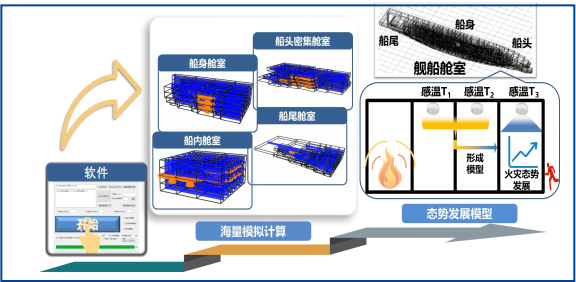 船身
船尾
船头
舰船舱室
船身舱室
船头密集舱室
船内舱室
船尾舱室
感温T₁
感温T₂
感温T₃
形成
模型
火灾态势
发展
软件
开始
海量模拟计算
态势发展模型